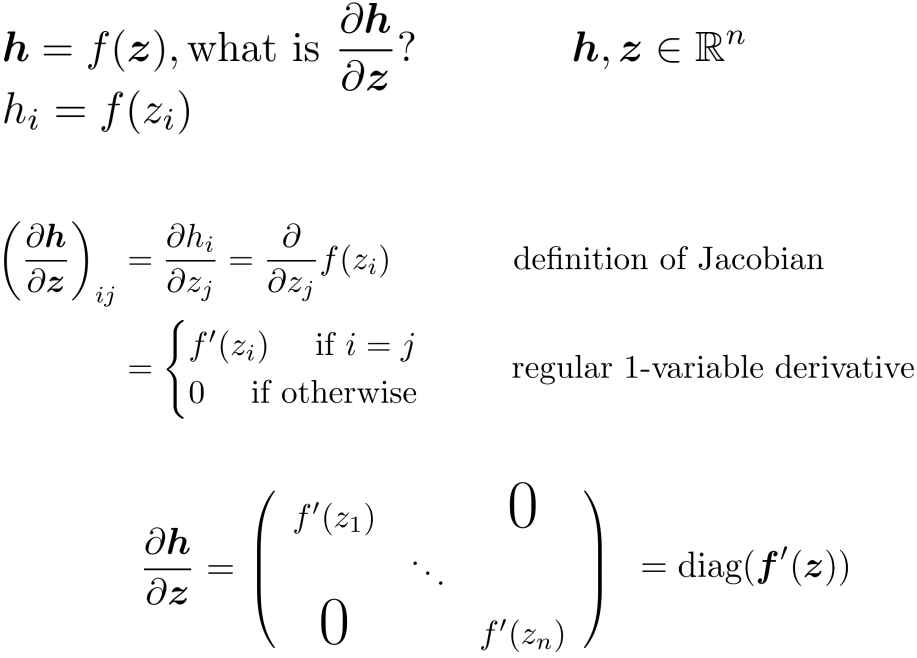 𝒉 = f(𝒛), what is ∂𝒉/∂𝒛? 𝒉, 𝒛 ∈ ℝⁿ
hᵢ = f(zᵢ)
(∂𝒉/∂𝒛)ᵢⱼ = ∂hᵢ/∂zⱼ = ∂/∂zⱼ f(zᵢ) definition of Jacobian
= { f′(zᵢ) if i = j
0 if otherwise regular 1-variable derivative
∂𝒉/∂𝒛 = ( f′(z₁) 0
⋱
0 f′(zₙ) ) = diag(𝒇′(𝒛))